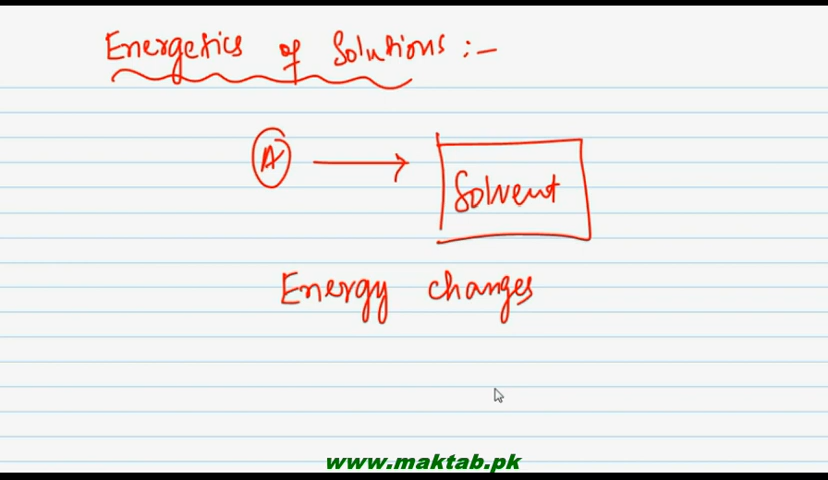 Energetics of Solutions :-
A
Solvent
Energy changes
www.maktab.pk